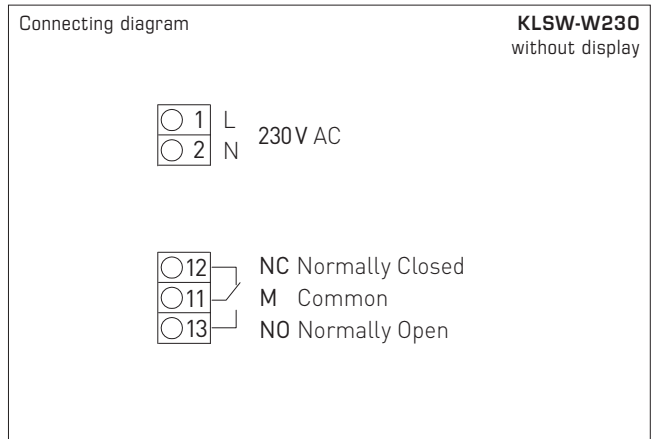 Connecting diagram
KLSW-W230
without display
1 L
230 V AC
2 N
12 NC Normally Closed
11 M Common
13 NO Normally Open